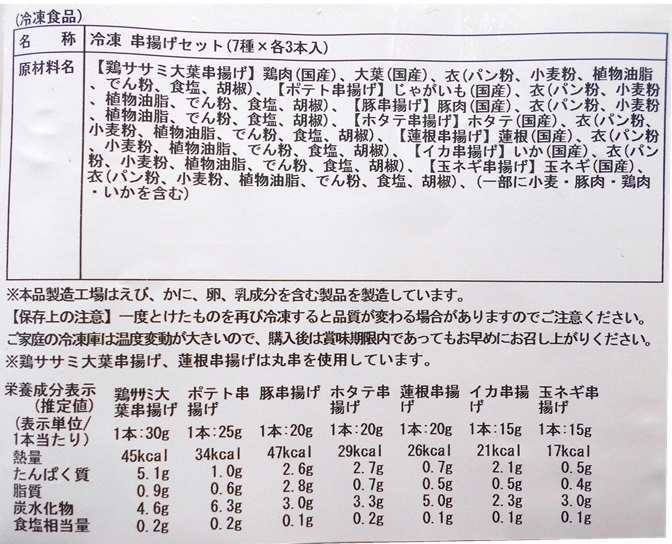 (冷凍食品)
名 称 冷凍 串揚げセット(7種×各3本入)
原材料名 【鶏ササミ大葉串揚げ】鶏肉(国産)、大葉(国産)、衣(パン粉、小麦粉、植物油脂
、でん粉、食塩、胡椒)、【ポテト串揚げ】じゃがいも(国産)、衣(パン粉、小麦粉
、植物油脂、でん粉、食塩、胡椒)、【豚串揚げ】豚肉(国産)、衣(パン粉、小麦粉
、植物油脂、でん粉、食塩、胡椒)、【ホタテ串揚げ】ホタテ(国産)、衣(パン粉、
小麦粉、植物油脂、でん粉、食塩、胡椒)、【蓮根串揚げ】蓮根(国産)、衣(パン粉
、小麦粉、植物油脂、でん粉、食塩、胡椒)、【イカ串揚げ】いか(国産)、衣(パン
粉、小麦粉、植物油脂、でん粉、食塩、胡椒)、【玉ネギ串揚げ】玉ネギ(国産)、
衣(パン粉、小麦粉、植物油脂、でん粉、食塩、胡椒)、(一部に小麦・豚肉・鶏肉
・いかを含む)
※本品製造工場はえび、かに、卵、乳成分を含む製品を製造しています。
【保存上の注意】一度とけたものを再び冷凍すると品質が変わる場合がありますのでご注意ください。
ご家庭の冷凍庫は温度変動が大きいので、購入後は賞味期限内であってもお早めにお召し上がりください。
※鶏ササミ大葉串揚げ、蓮根串揚げは丸串を使用しています。
栄養成分表示 鶏ササミ大 ポテト串 豚串揚げ ホタテ串 蓮根串揚 イカ串揚 玉ネギ串
(推定値) 葉串揚げ 揚げ 揚げ げ げ 揚げ
(表示単位/
1本当たり) 1本:30g 1本:25g 1本:20g 1本:20g 1本:20g 1本:15g 1本:15g
熱量 45kcal 34kcal 47kcal 29kcal 26kcal 21kcal 17kcal
たんぱく質 5.1g 1.0g 2.6g 2.7g 0.7g 2.1g 0.5g
脂質 0.9g 0.6g 2.8g 0.7g 0.5g 0.5g 0.4g
炭水化物 4.6g 6.3g 3.0g 3.3g 5.0g 2.3g 3.0g
食塩相当量 0.2g 0.2g 0.1g 0.2g 0.1g 0.1g 0.1g